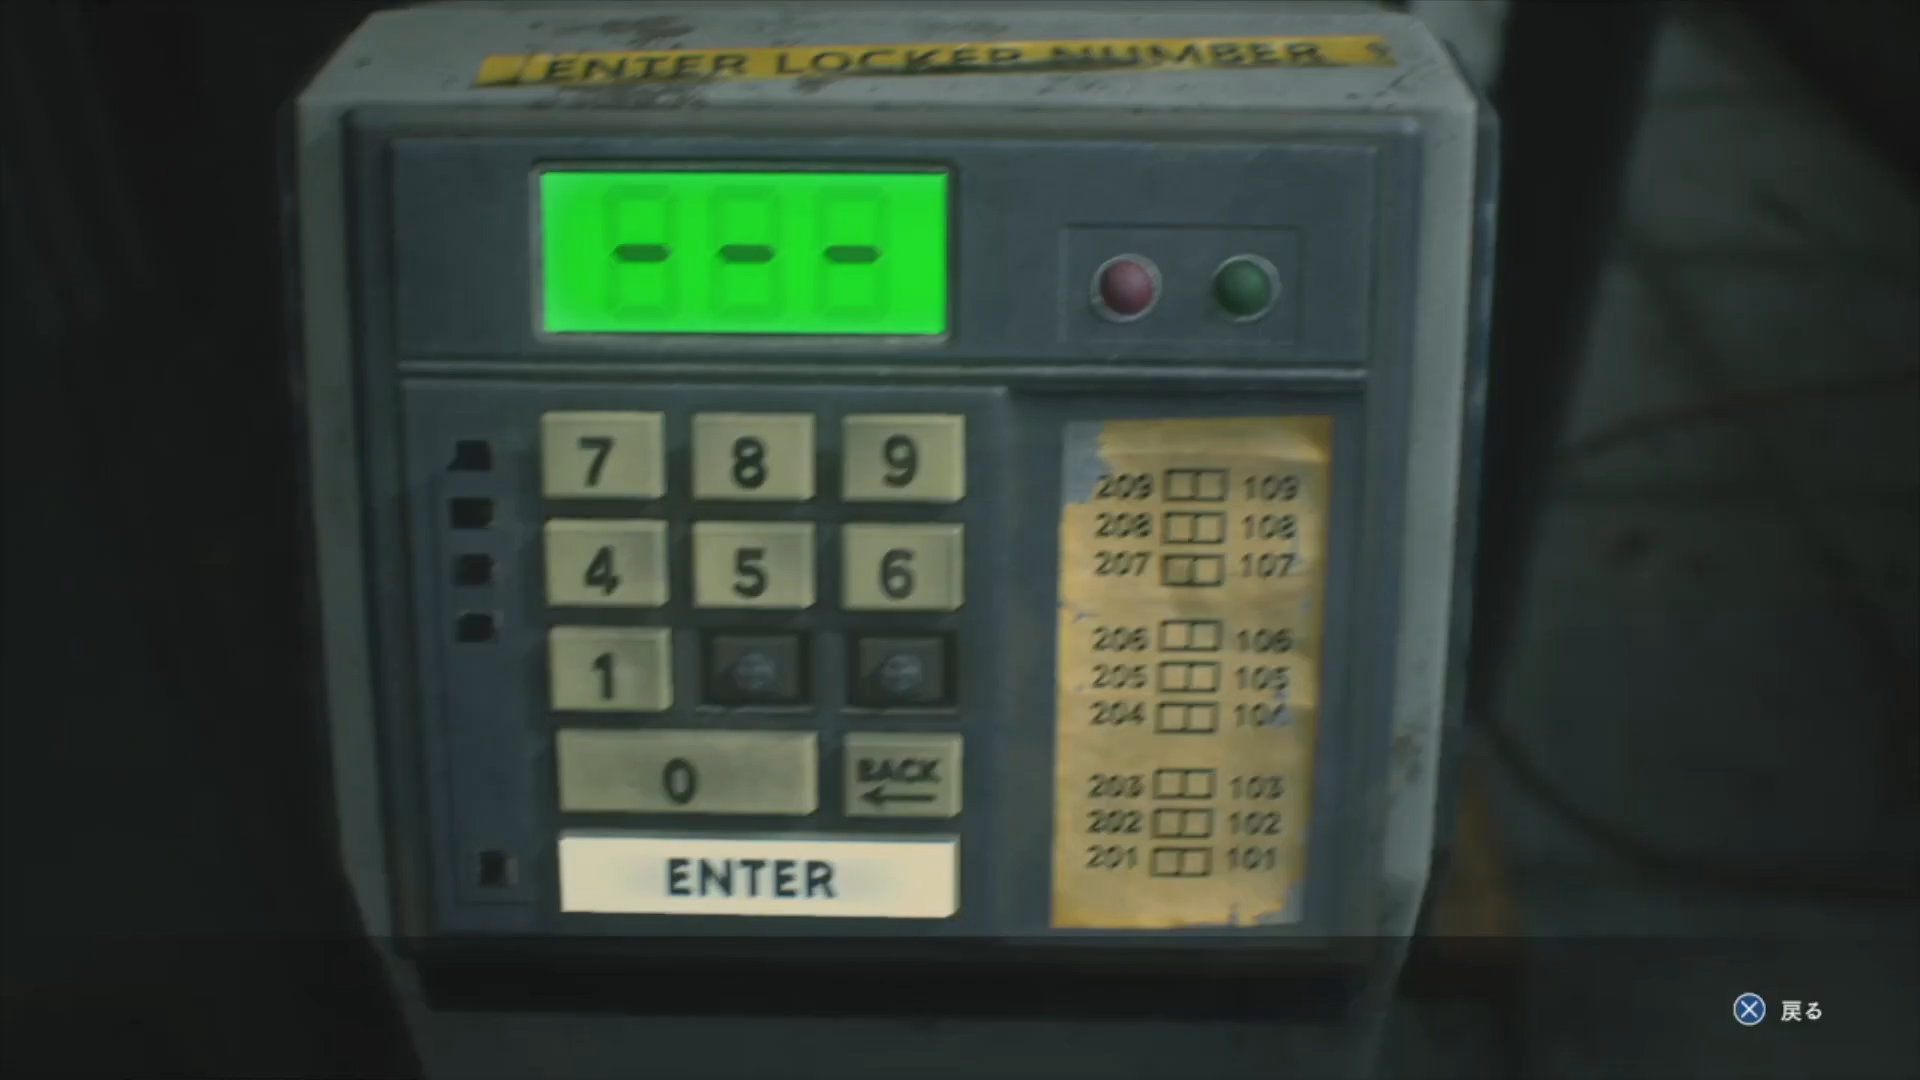 ENTER LOCKER NUMBER
- - -
7 8 9
4 5 6
1
0 BACK
ENTER
209 109
208 108
207 107
206 106
205 105
204 104
203 103
202 102
201 101
戻る